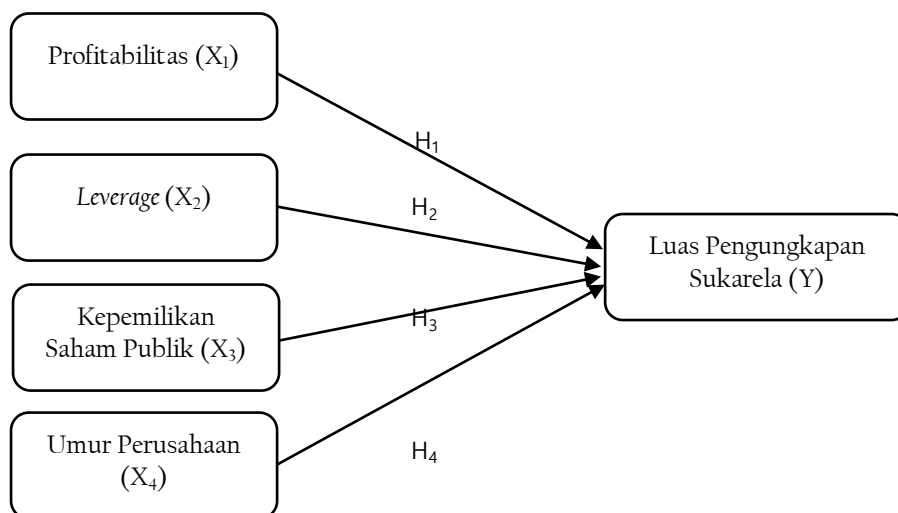 Profitabilitas (X₁)
H₁
Leverage (X₂)
H₂
Luas Pengungkapan
Sukarela (Y)
Kepemilikan
Saham Publik (X₃)
H₃
Umur Perusahaan
(X₄)
H₄